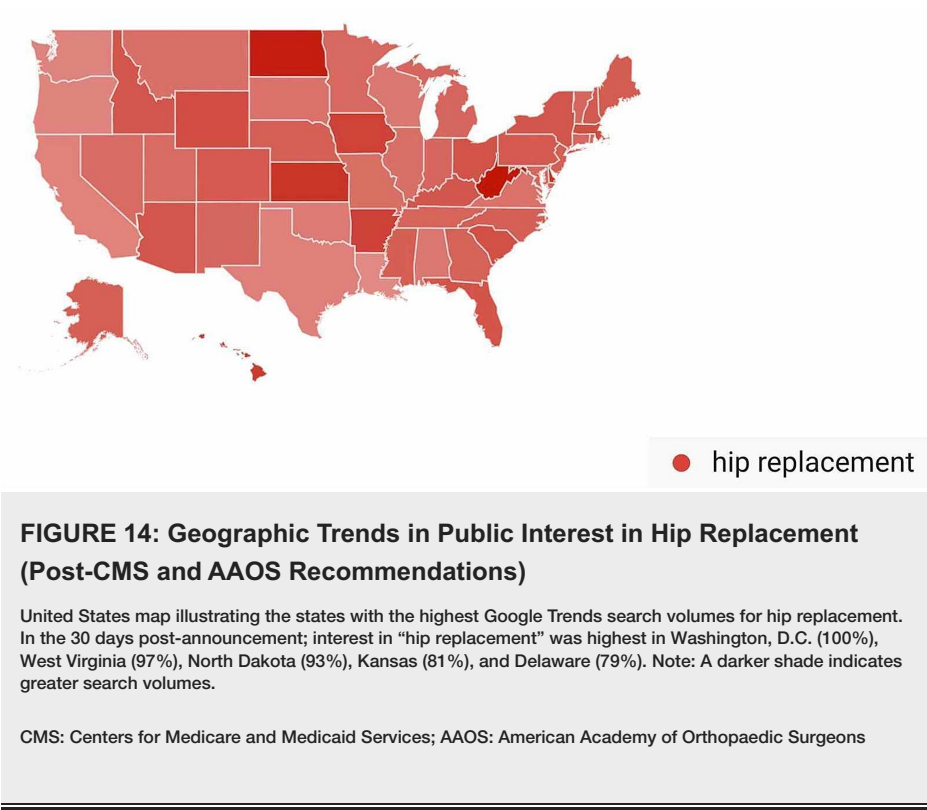 hip replacement
FIGURE 14: Geographic Trends in Public Interest in Hip Replacement
(Post-CMS and AAOS Recommendations)
United States map illustrating the states with the highest Google Trends search volumes for hip replacement.
In the 30 days post-announcement; interest in “hip replacement” was highest in Washington, D.C. (100%),
West Virginia (97%), North Dakota (93%), Kansas (81%), and Delaware (79%). Note: A darker shade indicates
greater search volumes.
CMS: Centers for Medicare and Medicaid Services; AAOS: American Academy of Orthopaedic Surgeons